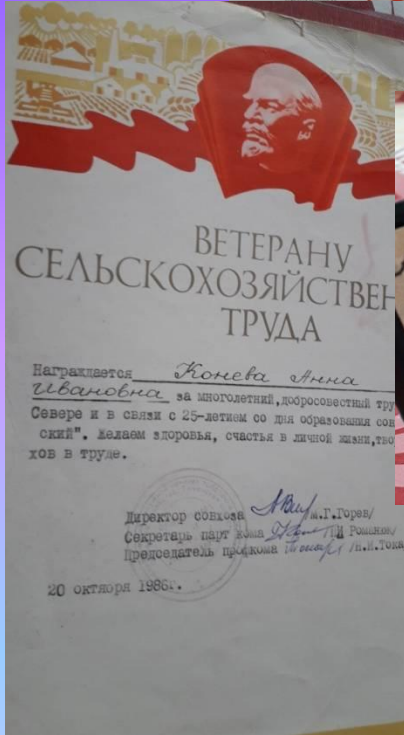 ВЕТЕРАНУ
СЕЛЬСКОХОЗЯЙСТВЕН
ТРУДА
Награждается Конева Анна
Ивановна за многолетний,добросовестный тру
Севере и в связи с 25-летием со дня образования сов
ский". Желаем здоровья, счастья в личной жизни,тво
хов в труде.
Директор совхоза /м.Г.Горев/
Секретарь парт кома
Председатель профкома
20 октября 1986г.